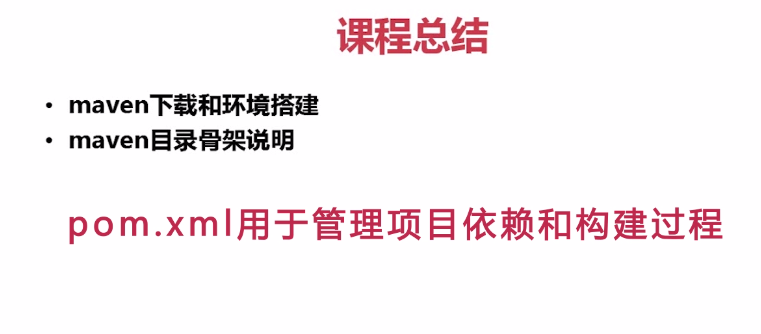 课程总结
• maven下载和环境搭建
• maven目录骨架说明
pom.xml用于管理项目依赖和构建过程